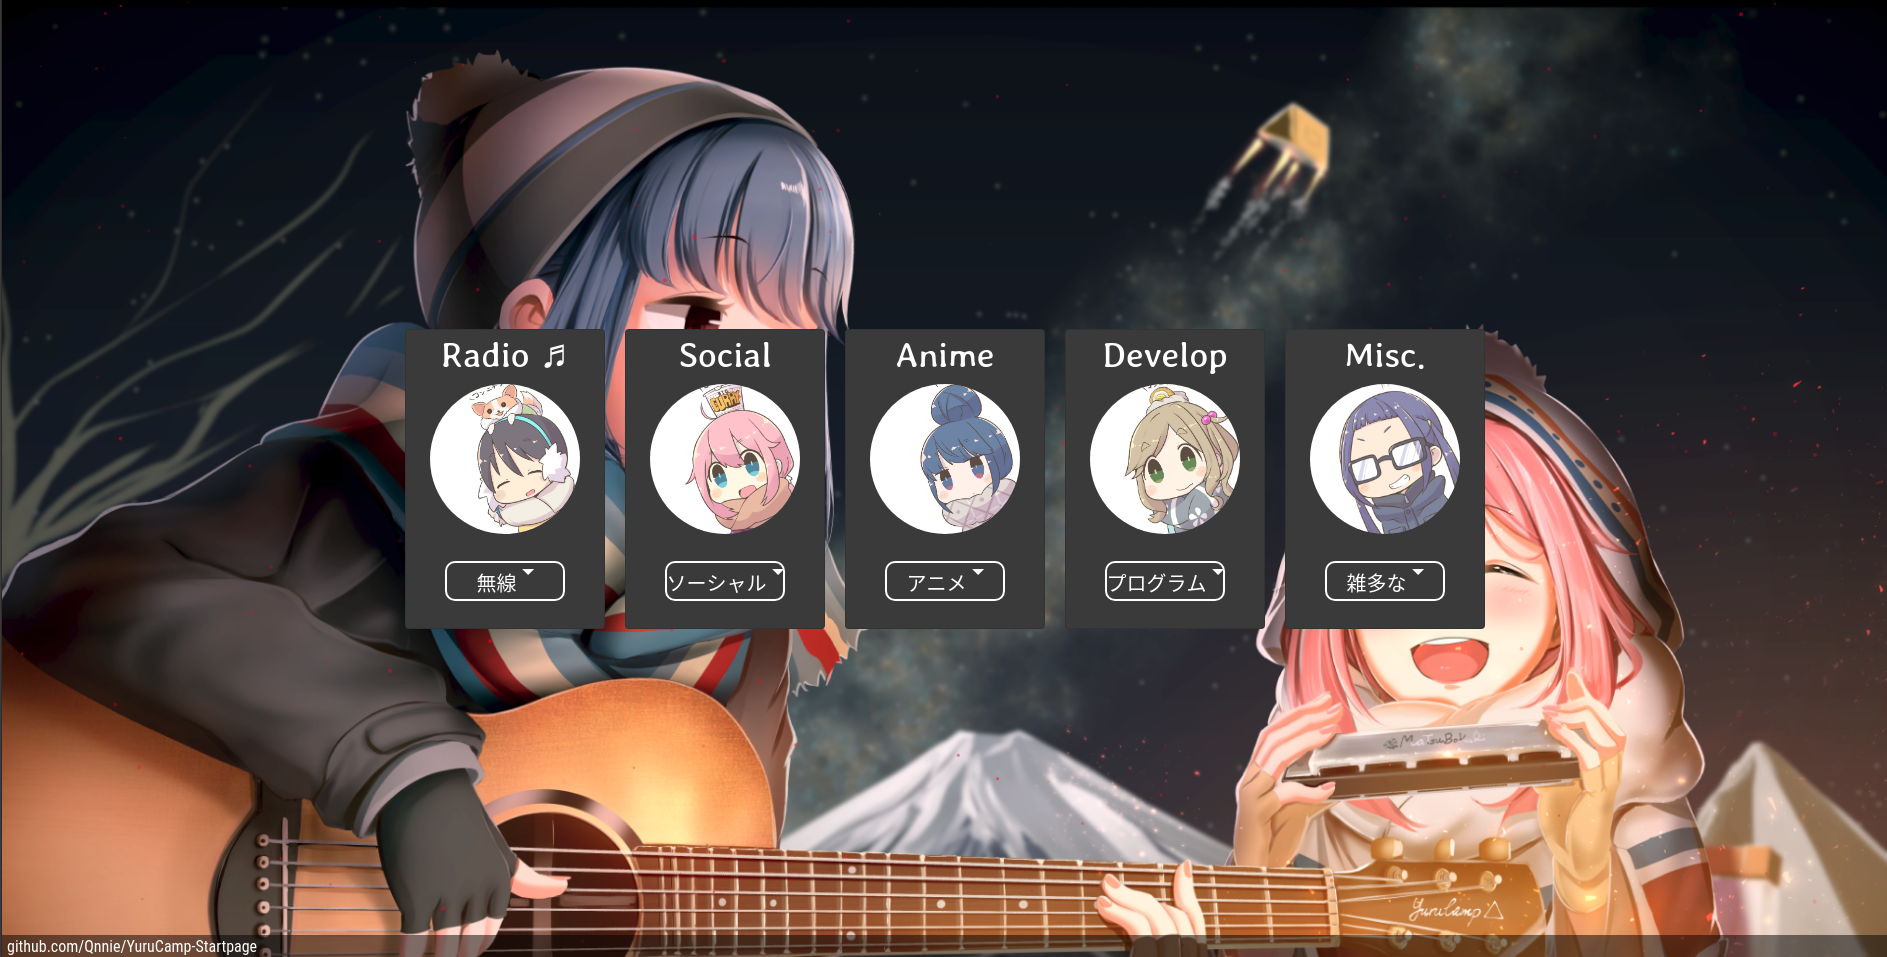 Radio ♬
Social
Anime
Develop
Misc.
無線
ソーシャル
アニメ
プログラム
雑多な
YuruCamp△
github.com/Qnnie/YuruCamp-Startpage